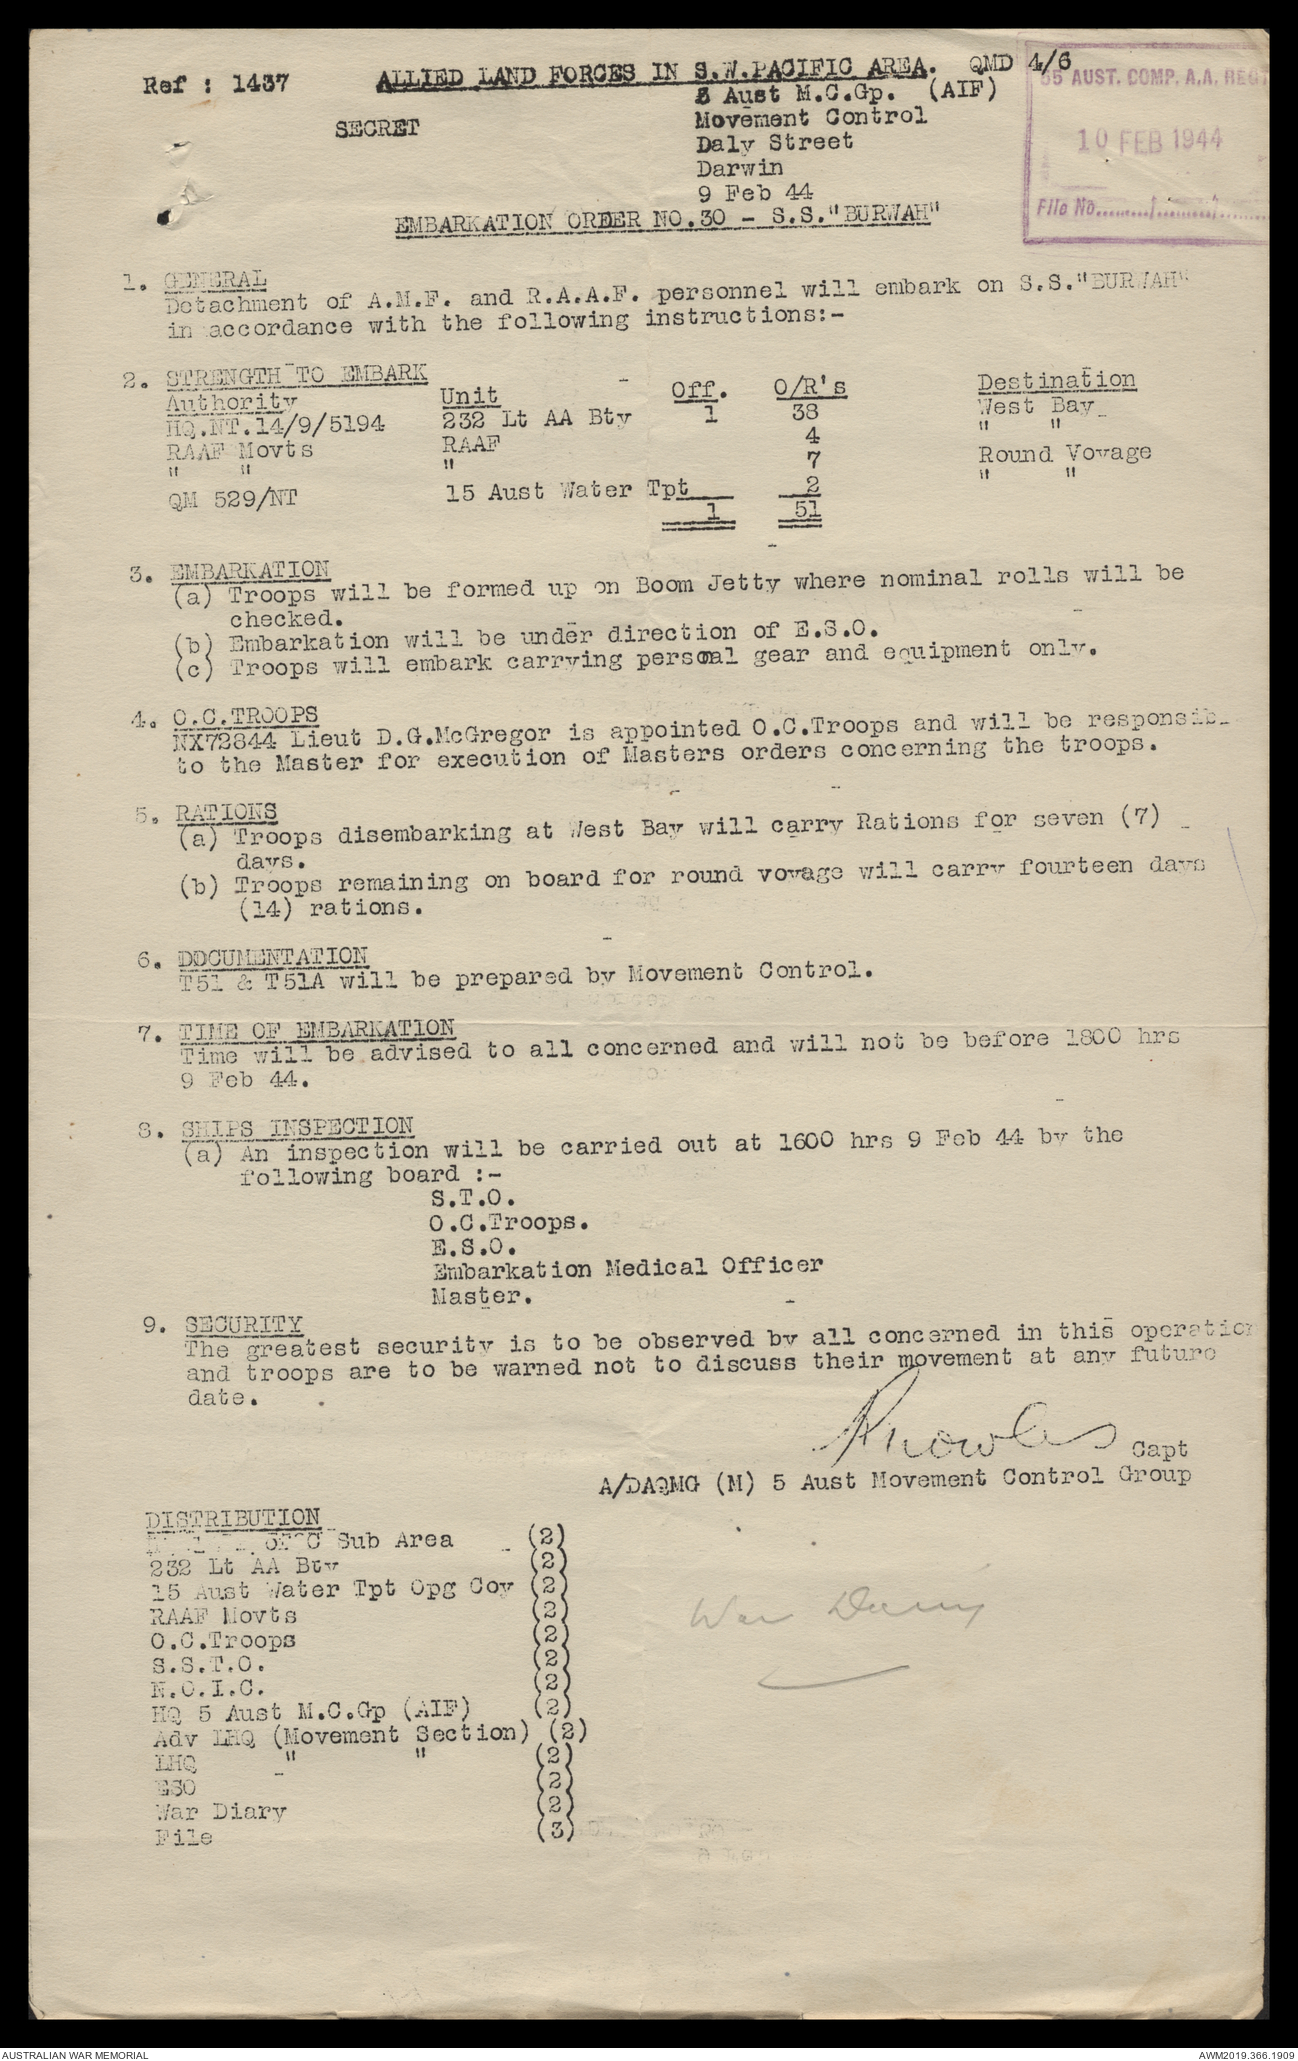 Ref : 1437 ALLIED LAND FORCES IN S.W.PACIFIC AREA. QMD 4/6
5 Aust M.C.Gp. (AIF)
SECRET
Movement Control
Daly Street
Darwin
9 Feb 44
55 AUST. COMP. A.A. REGT
10 FEB 1944
File No........./........./........
EMBARKATION ORDER NO.30 - S.S."BURWAH"
1. GENERAL
Detachment of A.M.F. and R.A.A.F. personnel will embark on S.S."BURWAH"
in accordance with the following instructions:-
2. STRENGTH TO EMBARK
Authority Unit Off. O/R's Destination
HQ.NT.14/9/5194 232 Lt AA Bty 1 38 West Bay
RAAF Movts RAAF 4 " "
" " " 7 Round Voyage
QM 529/NT 15 Aust Water Tpt 2 " "
1 51
3. EMBARKATION
(a) Troops will be formed up on Boom Jetty where nominal rolls will be
checked.
(b) Embarkation will be under direction of E.S.O.
(c) Troops will embark carrying personal gear and equipment only.
4. O.C.TROOPS
NX72844 Lieut D.G.McGregor is appointed O.C.Troops and will be responsibl
to the Master for execution of Masters orders concerning the troops.
5. RATIONS
(a) Troops disembarking at West Bay will carry Rations for seven (7)
days.
(b) Troops remaining on board for round voyage will carry fourteen days
(14) rations.
6. DOCUMENTATION
T51 & T51A will be prepared by Movement Control.
7. TIME OF EMBARKATION
Time will be advised to all concerned and will not be before 1800 hrs
9 Feb 44.
8. SHIPS INSPECTION
(a) An inspection will be carried out at 1600 hrs 9 Feb 44 by the
following board :-
S.T.O.
O.C.Troops.
E.S.O.
Embarkation Medical Officer
Master.
9. SECURITY
The greatest security is to be observed by all concerned in this operation
and troops are to be warned not to discuss their movement at any future
date.
Knowles Capt
A/DAQMG (M) 5 Aust Movement Control Group
DISTRIBUTION
Sub Area (2)
232 Lt AA Bty (2)
15 Aust Water Tpt Opg Coy (2)
RAAF Movts (2)
O.C.Troops (2)
S.S.T.O. (2)
N.O.I.C. (2)
HQ 5 Aust M.C.Gp (AIF) (2)
Adv LHQ (Movement Section) (2)
LHQ " " (2)
ESO (2)
War Diary (2)
File (3)
War Diary
AUSTRALIAN WAR MEMORIAL AWM2019.366.1909